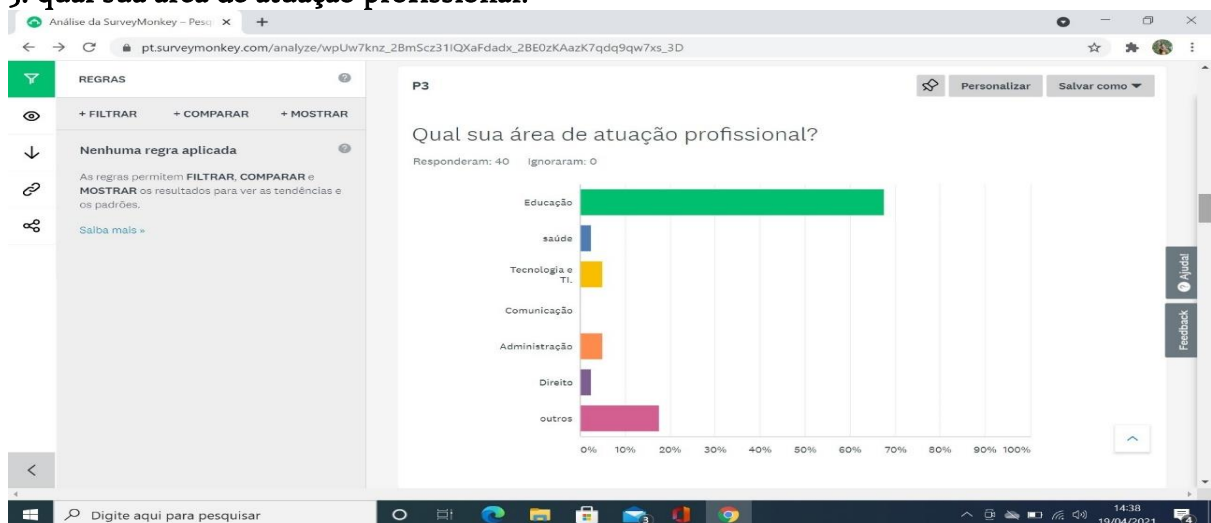 3. qual sua área de atuação profissional.
Análise da SurveyMonkey – Pesq
pt.surveymonkey.com/analyze/wpUw7knz_2BmScz31IQXaFdadx_2BE0zKAazK7qdq9qw7xs_3D
REGRAS
+ FILTRAR + COMPARAR + MOSTRAR
Nenhuma regra aplicada
As regras permitem FILTRAR, COMPARAR e
MOSTRAR os resultados para ver as tendências e
os padrões.
Saiba mais »
P3
Personalizar
Salvar como
Qual sua área de atuação profissional?
Responderam: 40 Ignoraram: 0
Educação
saúde
Tecnologia e
TI.
Comunicação
Administração
Direito
outros
0% 10% 20% 30% 40% 50% 60% 70% 80% 90% 100%
Ajuda!
Feedback
Digite aqui para pesquisar
3
14:38
19/04/2021
4